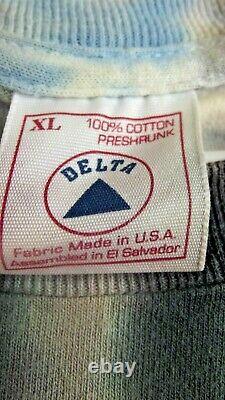 XL
100% COTTON
PRESHRUNK
DELTA
Fabric Made in U.S.A.
Assembled in El Salvador